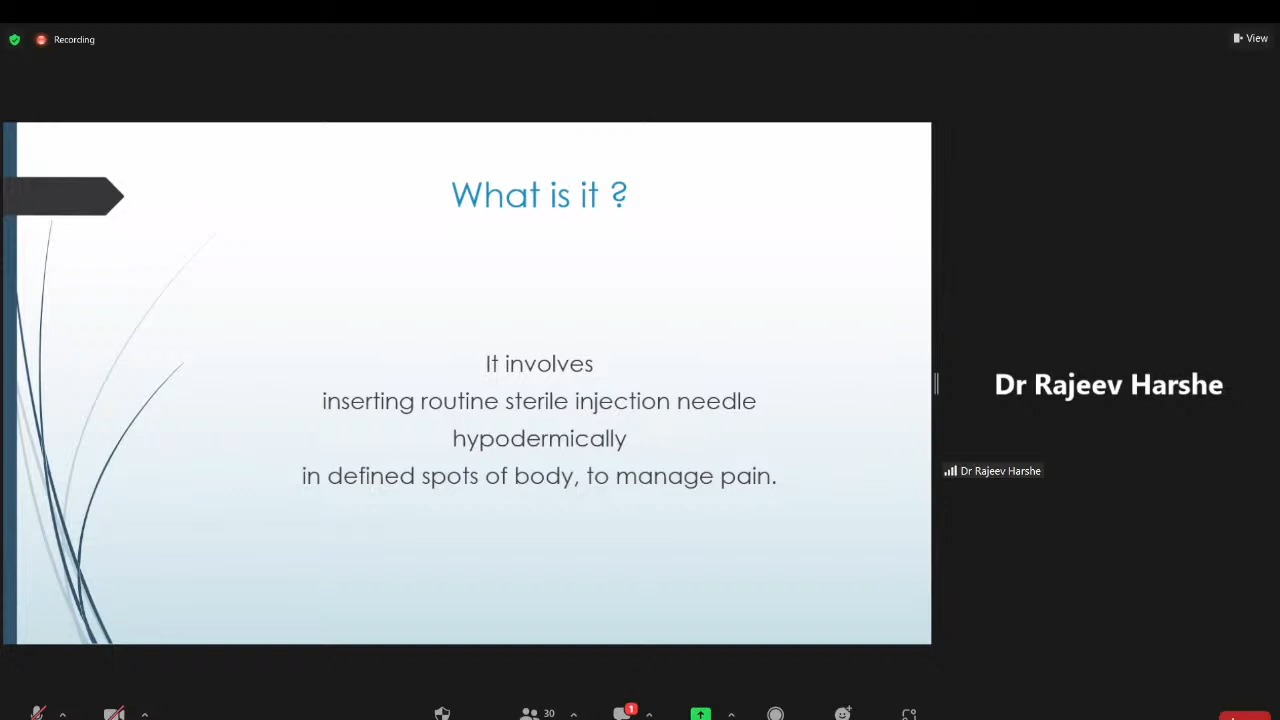 Recording
View
What is it ?
It involves
inserting routine sterile injection needle
hypodermically
in defined spots of body, to manage pain.
Dr Rajeev Harshe
Dr Rajeev Harshe
30
1